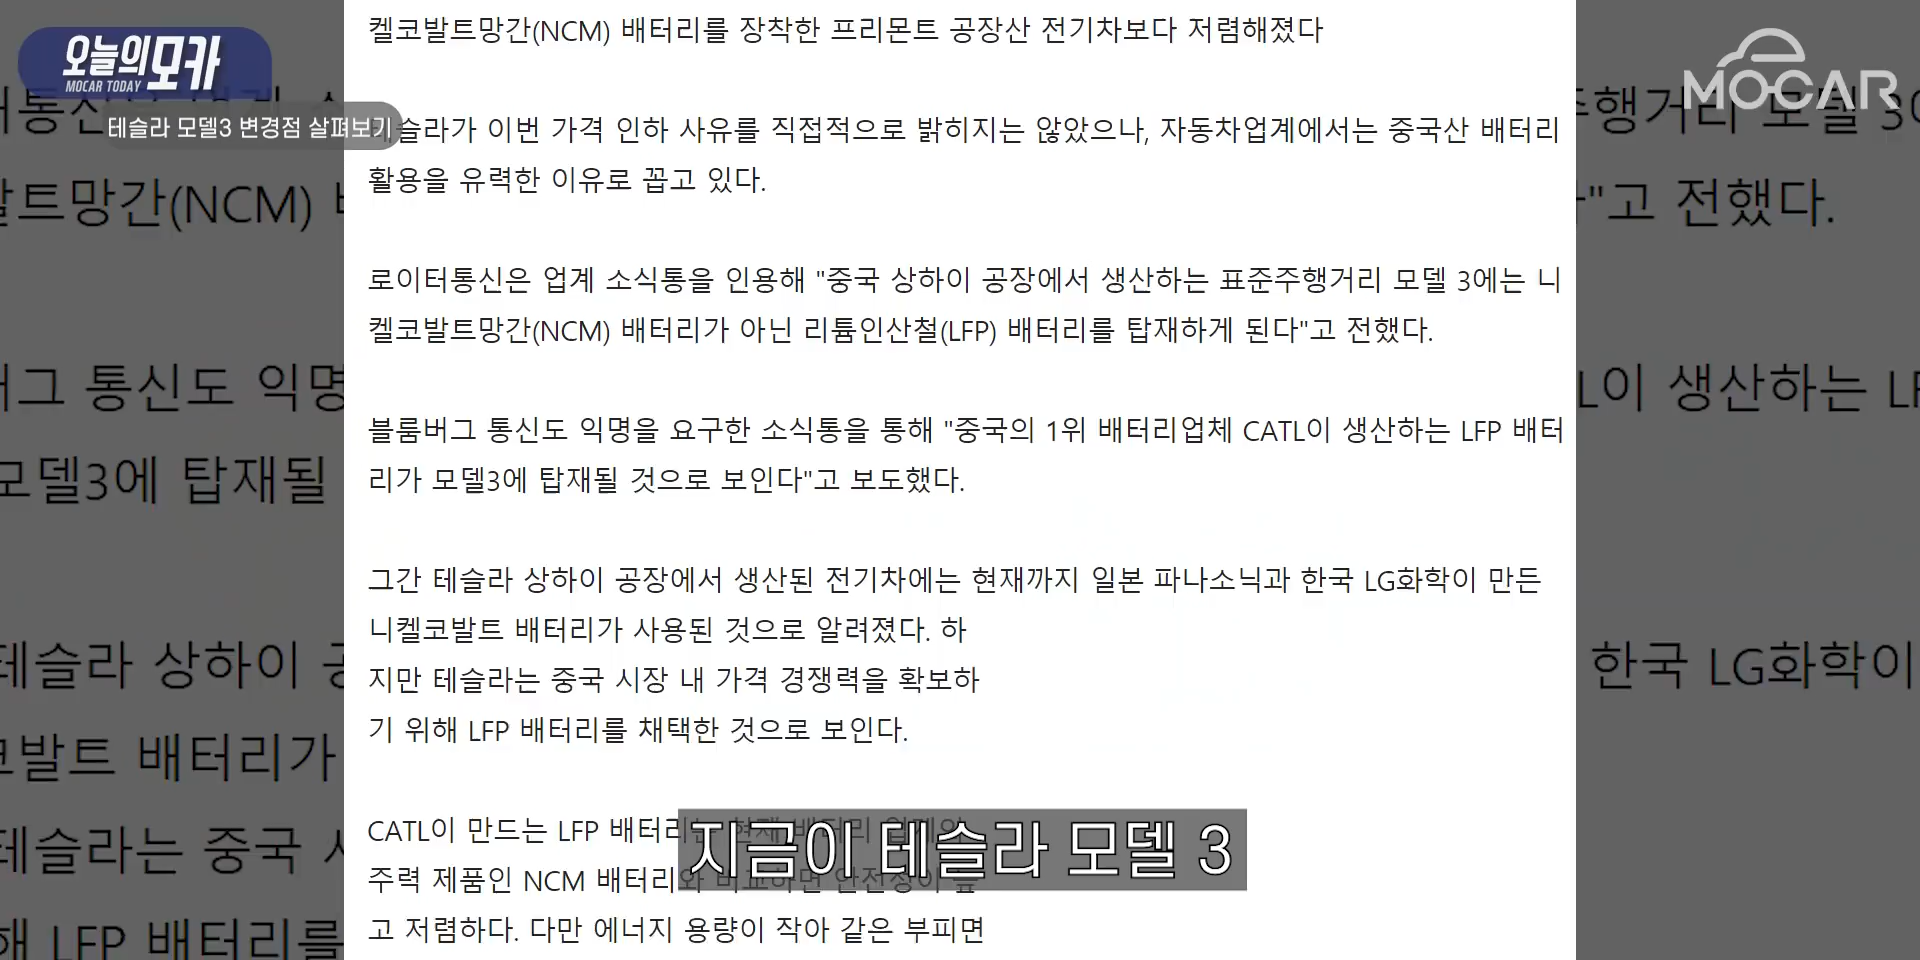 오늘의모카
MOCAR TODAY
테슬라 모델3 변경점 살펴보기
MOCAR
켈코발트망간(NCM) 배터리를 장착한 프리몬트 공장산 전기차보다 저렴해졌다
테슬라가 이번 가격 인하 사유를 직접적으로 밝히지는 않았으나, 자동차업계에서는 중국산 배터리
활용을 유력한 이유로 꼽고 있다.
로이터통신은 업계 소식통을 인용해 "중국 상하이 공장에서 생산하는 표준주행거리 모델 3에는 니
켈코발트망간(NCM) 배터리가 아닌 리튬인산철(LFP) 배터리를 탑재하게 된다"고 전했다.
블룸버그 통신도 익명을 요구한 소식통을 통해 "중국의 1위 배터리업체 CATL이 생산하는 LFP 배터
리가 모델3에 탑재될 것으로 보인다"고 보도했다.
그간 테슬라 상하이 공장에서 생산된 전기차에는 현재까지 일본 파나소닉과 한국 LG화학이 만든
니켈코발트 배터리가 사용된 것으로 알려졌다. 하
지만 테슬라는 중국 시장 내 가격 경쟁력을 확보하
기 위해 LFP 배터리를 채택한 것으로 보인다.
CATL이 만드는 LFP 배터리는 현재 배터리 업계의
주력 제품인 NCM 배터리와 비교하면 안전성이 높
고 저렴하다. 다만 에너지 용량이 작아 같은 부피면
지금이 테슬라 모델 3